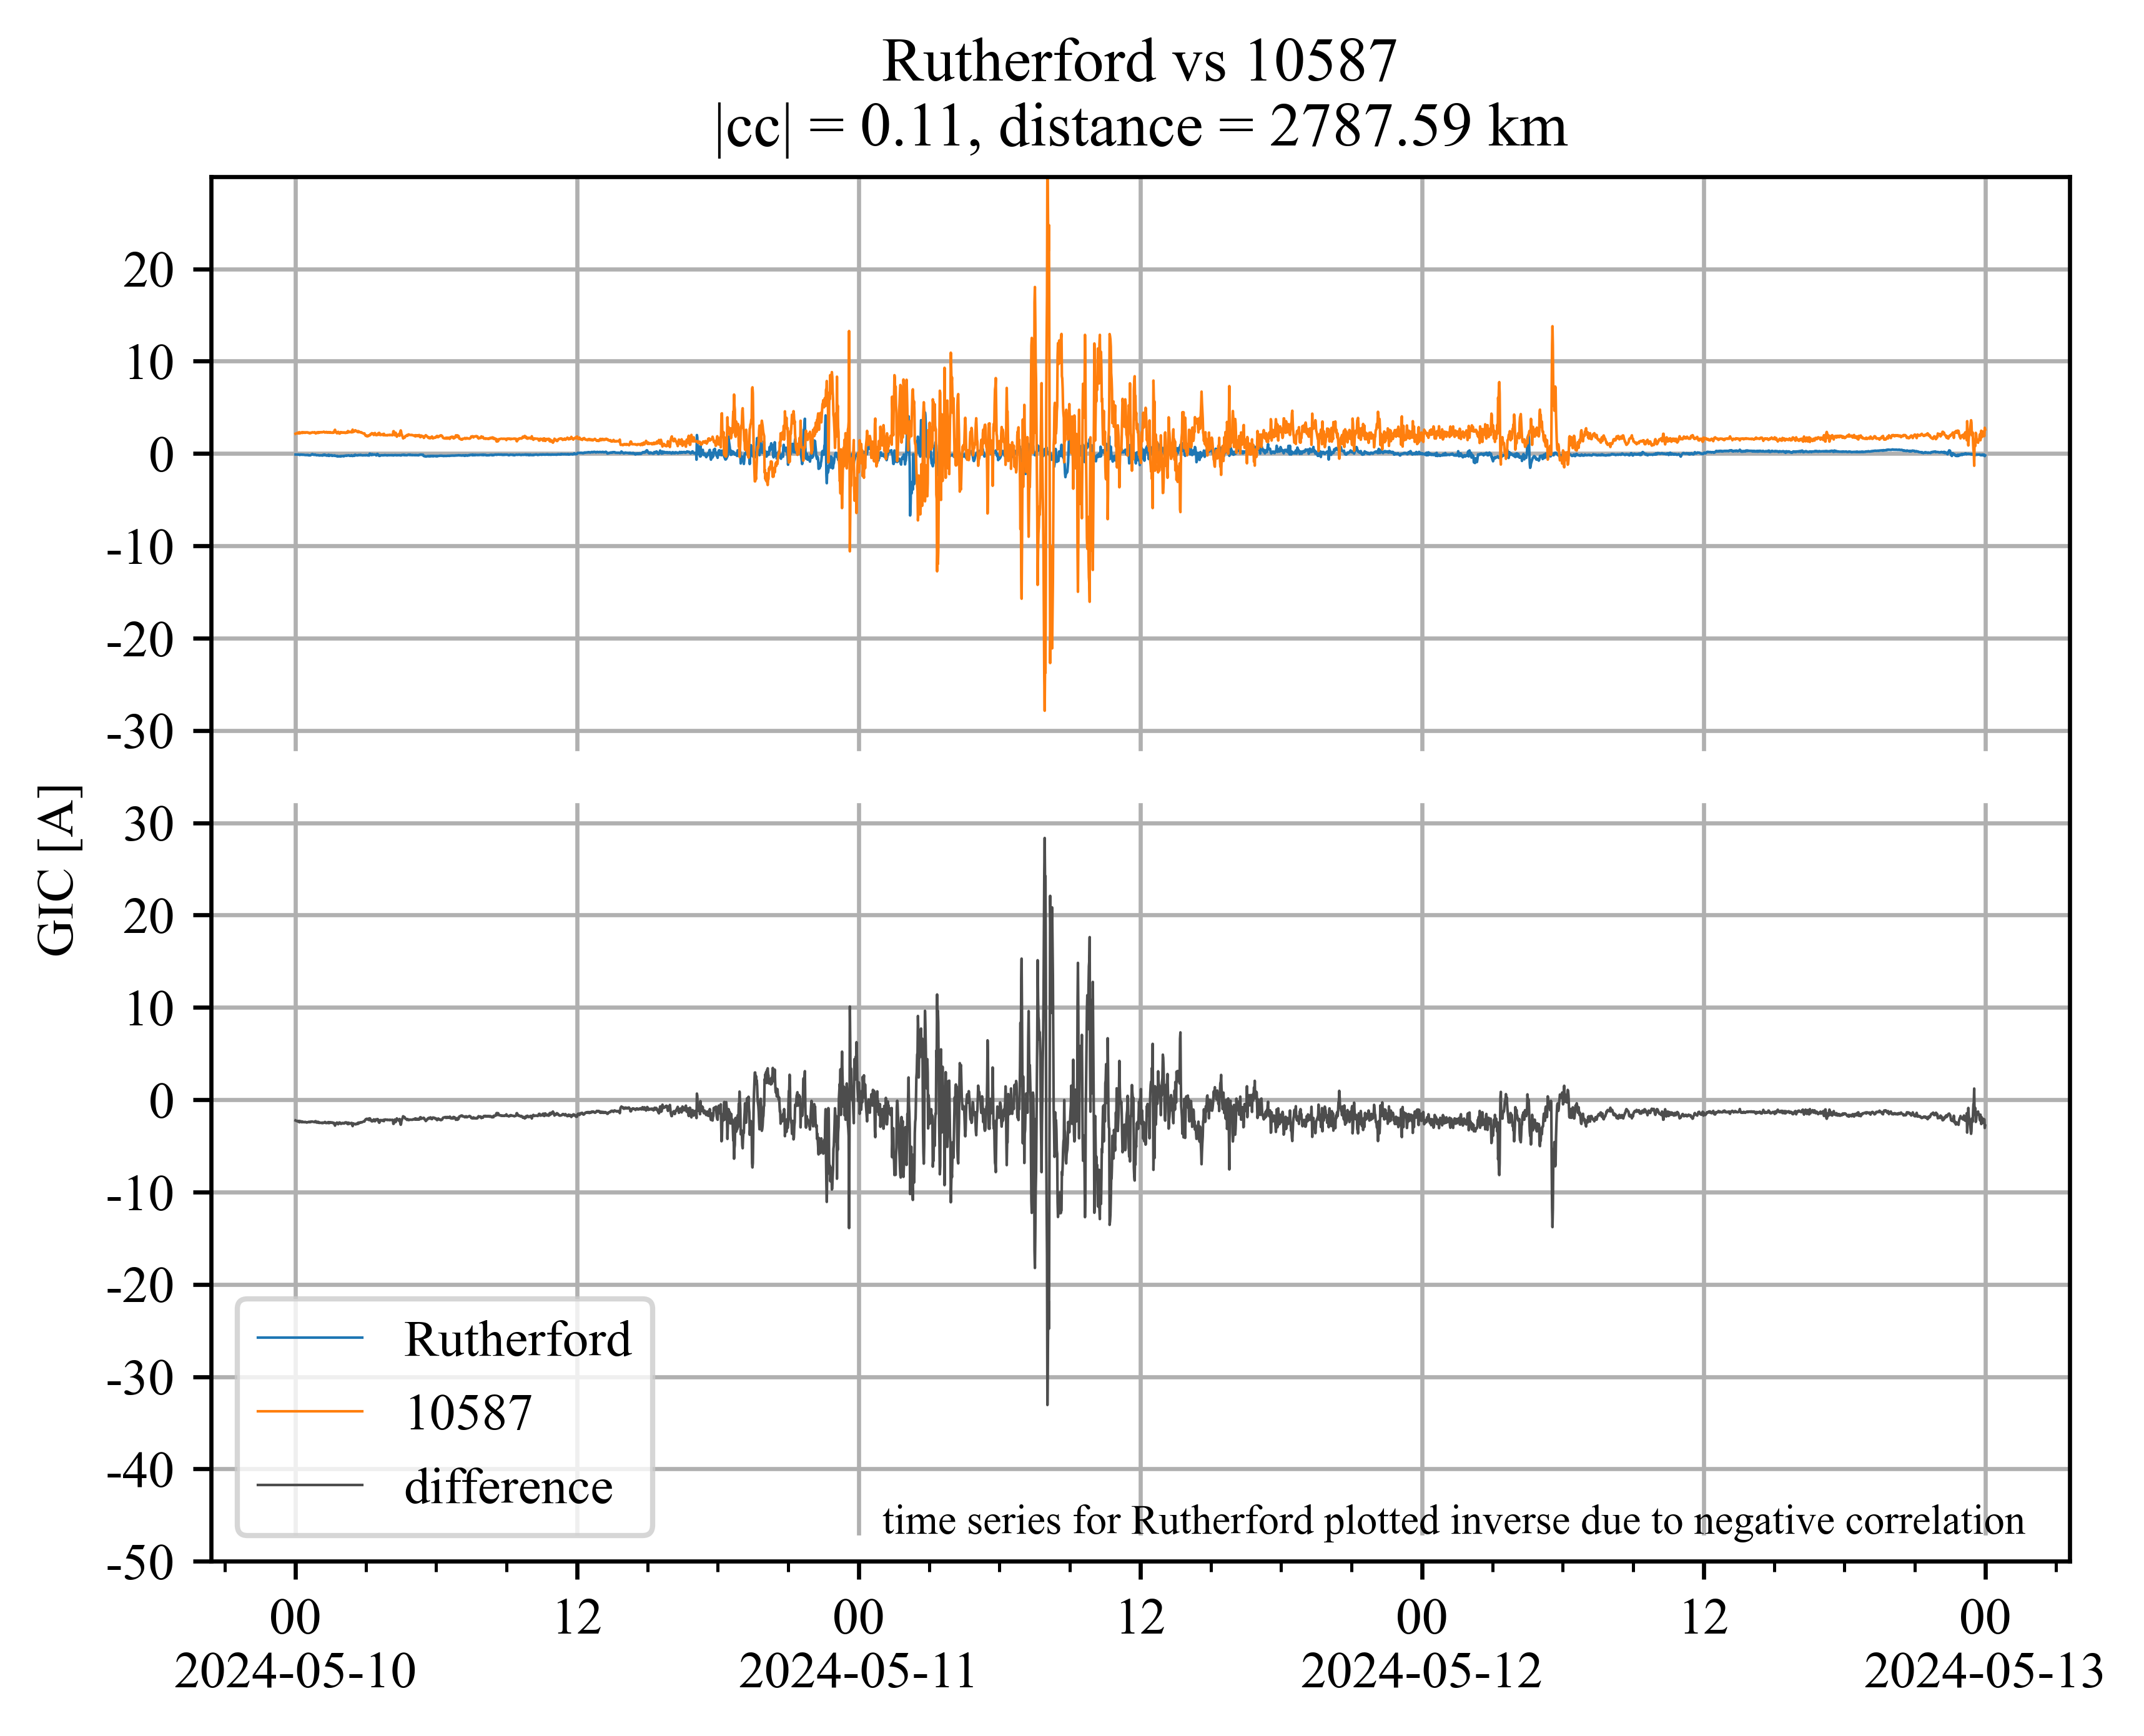 Rutherford vs 10587
|cc| = 0.11, distance = 2787.59 km
GIC [A]
20
10
0
-10
-20
-30
30
20
10
0
-10
-20
-30
-40
-50
Rutherford
10587
difference
time series for Rutherford plotted inverse due to negative correlation
00 12 00 12 00 12 00
2024-05-10 2024-05-11 2024-05-12 2024-05-13